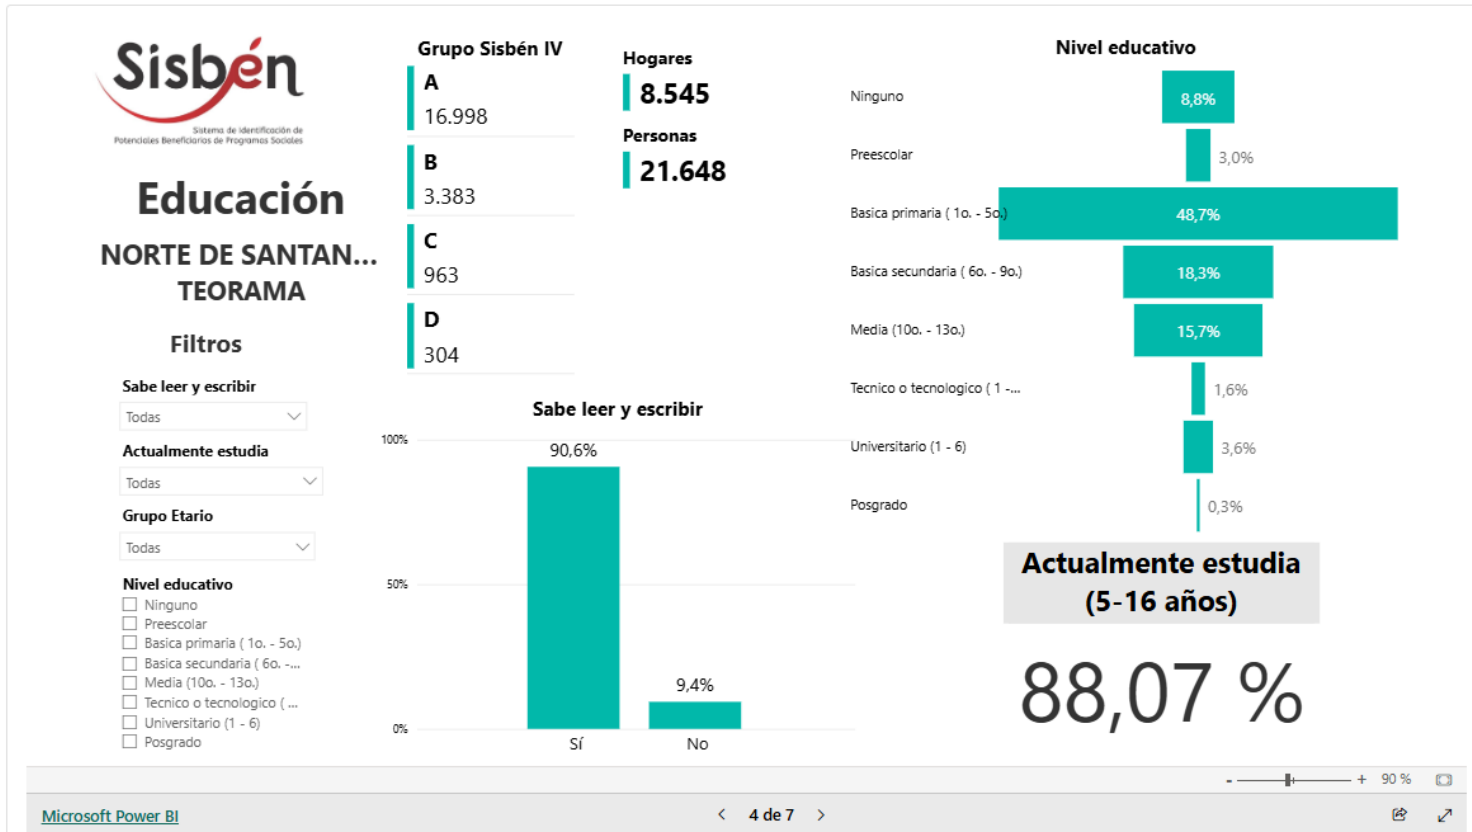 Sisbén
Sistema de Identificación de
Potenciales Beneficiarios de Programas Sociales
Educación
NORTE DE SANTAN...
TEORAMA
Filtros
Sabe leer y escribir
Todas
Actualmente estudia
Todas
Grupo Etario
Todas
Nivel educativo
Ninguno
Preescolar
Basica primaria ( 1o. - 5o.)
Basica secundaria ( 6o. -...
Media (10o. - 13o.)
Tecnico o tecnologico ( ...
Universitario (1 - 6)
Posgrado
Grupo Sisbén IV
A
16.998
B
3.383
C
963
D
304
Hogares
8.545
Personas
21.648
Sabe leer y escribir
100%
50%
0%
90,6%
9,4%
Sí
No
Nivel educativo
Ninguno
8,8%
Preescolar
3,0%
Basica primaria ( 1o. - 5o.)
48,7%
Basica secundaria ( 6o. - 9o.)
18,3%
Media (10o. - 13o.)
15,7%
Tecnico o tecnologico ( 1 -...
1,6%
Universitario (1 - 6)
3,6%
Posgrado
0,3%
Actualmente estudia
(5-16 años)
88,07 %
- + 90 %
Microsoft Power BI
< 4 de 7 >